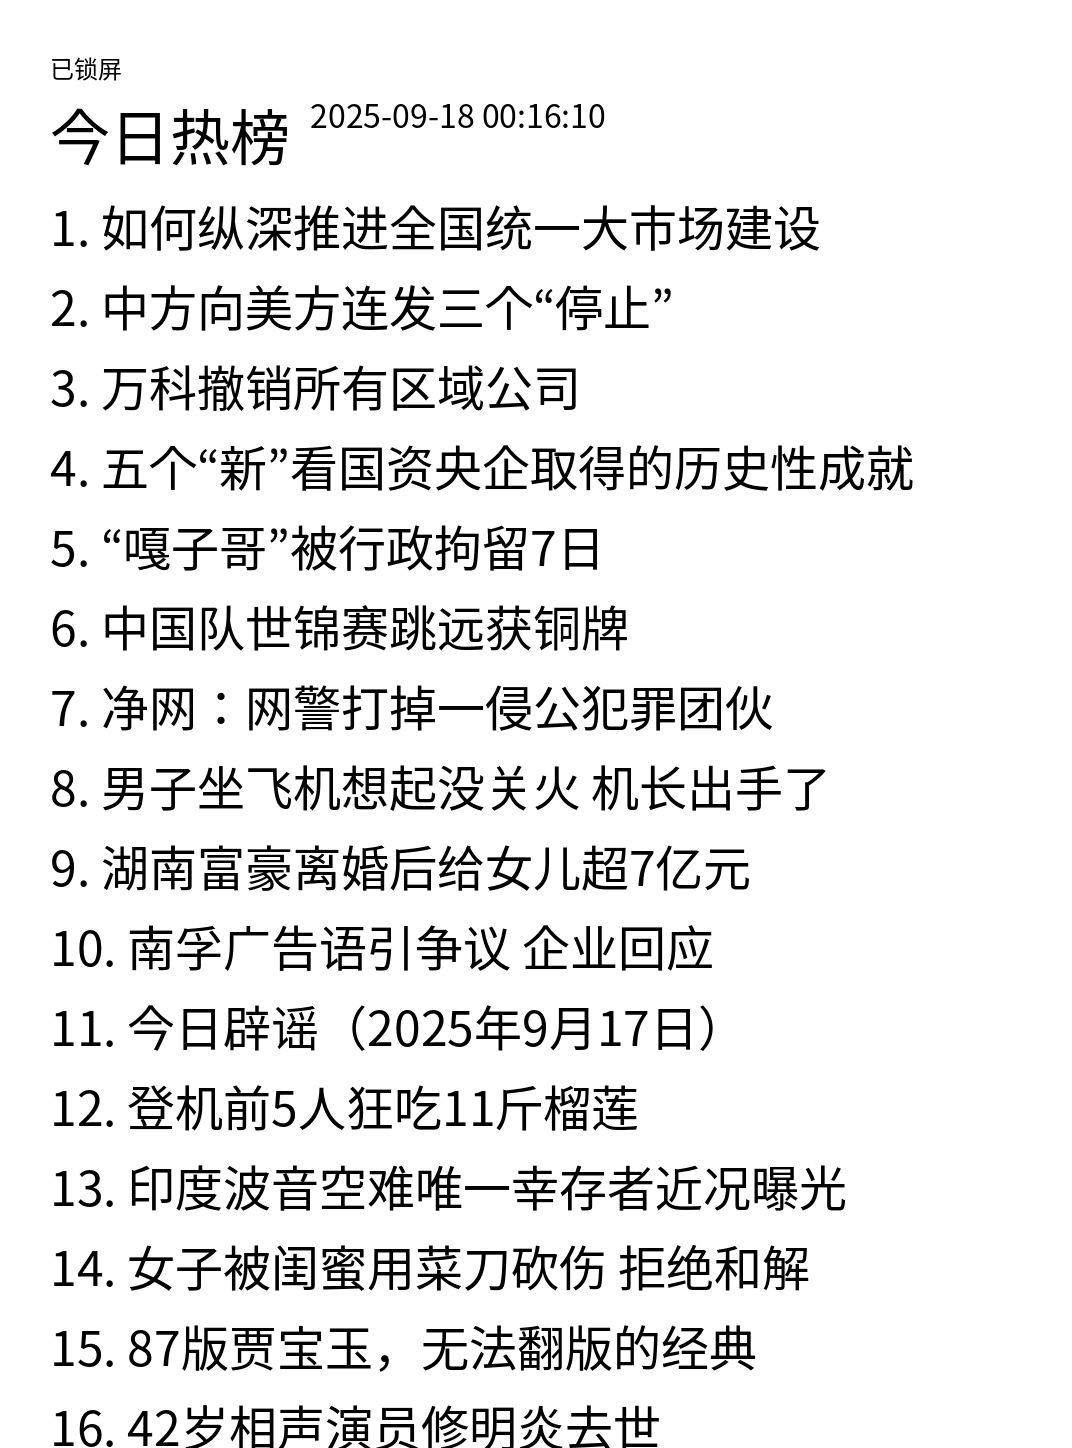 已锁屏
今日热榜 2025-09-18 00:16:10
1. 如何纵深推进全国统一大市场建设
2. 中方向美方连发三个“停止”
3. 万科撤销所有区域公司
4. 五个“新”看国资央企取得的历史性成就
5. “嘎子哥”被行政拘留7日
6. 中国队世锦赛跳远获铜牌
7. 净网：网警打掉一侵公犯罪团伙
8. 男子坐飞机想起没关火 机长出手了
9. 湖南富豪离婚后给女儿超7亿元
10. 南孚广告语引争议 企业回应
11. 今日辟谣（2025年9月17日）
12. 登机前5人狂吃11斤榴莲
13. 印度波音空难唯一幸存者近况曝光
14. 女子被闺蜜用菜刀砍伤 拒绝和解
15. 87版贾宝玉，无法翻版的经典
16. 42岁相声演员修明炎去世